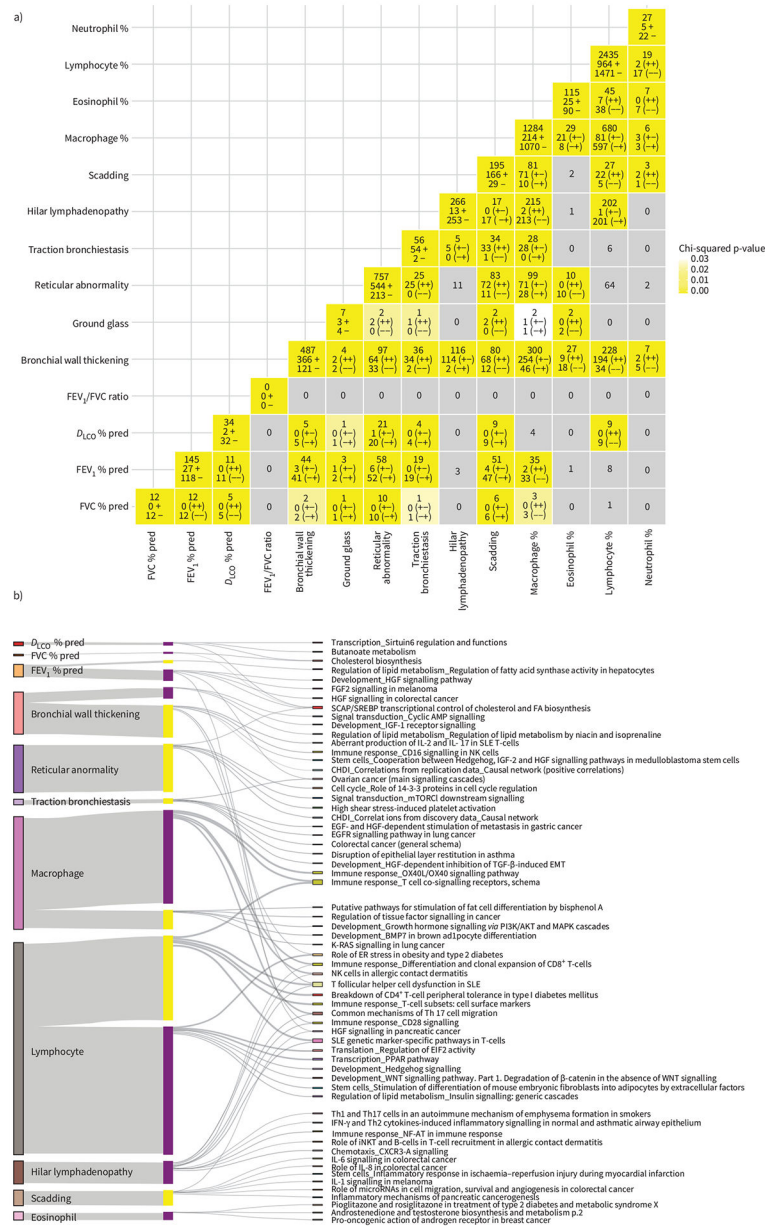 a)
Neutrophil %
27
5 +
22 −
Lymphocyte %
2435
964 +
1471 −
19
2 (++)
17 (−−)
Eosinophil %
115
25 +
90 −
45
7 (++)
38 (−−)
7
0 (++)
7 (−−)
Macrophage %
1284
214 +
1070 −
29
21 (+−)
8 (−+)
680
81 (+−)
597 (−+)
6
3 (+−)
3 (−+)
Scadding
195
166 +
29 −
81
71 (+−)
10 (−+)
2
27
22 (++)
5 (−−)
3
2 (++)
1 (−−)
Hilar lymphadenopathy
266
13 +
253 −
17
0 (+−)
17 (−+)
215
2 (++)
213 (−−)
1
202
1 (+−)
201 (−+)
0
Traction bronchiestasis
56
54 +
2 −
5
5 (+−)
0 (−+)
34
33 (++)
1 (−−)
28
28 (+−)
0 (−+)
0
6
0
Reticular abnormality
757
544 +
213 −
25
25 (++)
0 (−−)
11
83
72 (++)
11 (−−)
99
71 (+−)
28 (−+)
10
0 (++)
10 (−−)
64
2
Ground glass
7
3 +
4 −
2
2 (++)
0 (−−)
1
1 (++)
0 (−−)
0
2
2 (++)
0 (−−)
2
1 (+−)
1 (−+)
2
0 (++)
2 (−−)
0
0
Bronchial wall thickening
487
366 +
121 −
4
2 (++)
2 (−−)
97
64 (++)
33 (−−)
36
34 (++)
2 (−−)
116
114 (+−)
2 (−+)
80
68 (++)
12 (−−)
300
254 (+−)
46 (−+)
27
9 (++)
18 (−−)
228
194 (++)
34 (−−)
7
2 (++)
5 (−−)
FEV1/FVC ratio
0
0 +
0 −
0
0
0
0
0
0
0
0
0
0
DLCO % pred
34
2 +
32 −
0
5
0 (+−)
5 (−+)
1
0 (+−)
1 (−+)
21
1 (+−)
20 (−+)
4
0 (+−)
4 (−+)
0
9
0 (+−)
9 (−+)
4
0
9
0 (++)
9 (−−)
0
FEV1 % pred
145
27 +
118 −
11
0 (++)
11 (−−)
0
44
3 (+−)
41 (−+)
3
1 (+−)
2 (−+)
58
6 (+−)
52 (−+)
19
0 (+−)
19 (−+)
3
51
4 (+−)
47 (−+)
35
2 (++)
33 (−−)
1
8
0
FVC % pred
12
0 +
12 −
12
0 (++)
12 (−−)
5
0 (++)
5 (−−)
0
2
0 (+−)
2 (−+)
1
0 (+−)
1 (−+)
10
0 (+−)
10 (−+)
1
0 (+−)
1 (−+)
0
6
0 (+−)
6 (−+)
3
0 (++)
3 (−−)
0
1
0
FVC % pred
FEV1 % pred
DLCO % pred
FEV1/FVC ratio
Bronchial wall
thickening
Ground glass
Reticular
abnormality
Traction
bronchiestasis
Hilar
lymphadenopathy
Scadding
Macrophage %
Eosinophil %
Lymphocyte %
Neutrophil %
Chi-squared p-value
0.03
0.02
0.01
0.00
b)
DLCO % pred
FVC % pred
FEV1 % pred
Bronchial wall thickening
Reticular anormality
Traction bronchiestasis
Macrophage
Lymphocyte
Hilar lymphadenopathy
Scadding
Eosinophil
Transcription_Sirtuin6 regulation and functions
Butanoate metabolism
Cholesterol biosynthesis
Regulation of lipid metabolism_Regulation of fatty acid synthase activity in hepatocytes
Development_HGF signalling pathway
FGF2 signalling in melanoma
HGF signalling in colorectal cancer
SCAP/SREBP transcriptional control of cholesterol and FA biosynthesis
Signal transduction_Cyclic AMP signalling
Development_IGF-1 receptor signalling
Regulation of lipid metabolism_Regulation of lipid metabolism by niacin and isoprenaline
Aberrant production of IL-2 and IL- 17 in SLE T-cells
Immune response_CD16 signalling in NK cells
Stem cells_Cooperation between Hedgehog, IGF-2 and HGF signalling pathways in medulloblastoma stem cells
CHDI_Correlations from replication data_Causal network (positive correlations)
Ovarian cancer (main signalling cascades)
Cell cycle_Role of 14-3-3 proteins in cell cycle regulation
Signal transduction_mTORCl downstream signalling
High shear stress-induced platelet activation
CHDI_Correlat ions from discovery data_Causal network
EGF- and HGF-dependent stimulation of metastasis in gastric cancer
EGFR signalling pathway in lung cancer
Colorectal cancer (general schema)
Disruption of epithelial layer restitution in asthma
Development_HGF-dependent inhibition of TGF-β-induced EMT
Immune response_OX40L/OX40 signalling pathway
Immune response_T cell co-signalling receptors, schema
Putative pathways for stimulation of fat cell differentiation by bisphenol A
Regulation of tissue factor signalling in cancer
Development_Growth hormone signalling via PI3K/AKT and MAPK cascades
Development_BMP7 in brown ad1pocyte differentiation
K-RAS signalling in lung cancer
Role of ER stress in obesity and type 2 diabetes
Immune response_Differentiation and clonal expansion of CD8+ T-cells
NK cells in allergic contact dermatitis
T follicular helper cell dysfunction in SLE
Breakdown of CD4+ T-cell peripheral tolerance in type I diabetes mellitus
Immune response_T-cell subsets: cell surface markers
Common mechanisms of Th 17 cell migration
Immune response_CD28 signalling
HGF signalling in pancreatic cancer
SLE genetic marker-specific pathways in T-cells
Translation _Regulation of EIF2 activity
Transcription_PPAR pathway
Development_Hedgehog signalling
Development_WNT signalling pathway. Part 1. Degradation of β-catenin in the absence of WNT signalling
Stem cells_Stimulation of differentiation of mouse embryonic fibroblasts into adipocytes by extracellular factors
Regulation of lipid metabolism_Insulin signalling: generic cascades
Th1 and Th17 cells in an autoimmune mechanism of emphysema formation in smokers
IFN-γ and Th2 cytokines-induced inflammatory signalling in normal and asthmatic airway epithelium
Immune response_NF-AT in immune response
Role of iNKT and B-cells in T-cell recruitment in allergic contact dermatitis
Chemotaxis_CXCR3-A signalling
IL-6 signalling in colorectal cancer
Role of IL-8 in colorectal cancer
Stem cells_Inflammatory response in ischaemia–reperfusion injury during myocardial infarction
IL-1 signalling in melanoma
Role of microRNAs in cell migration, survival and angiogenesis in colorectal cancer
Inflammatory mechanisms of pancreatic cancerogenesis
Pioglitazone and rosiglitazone in treatment of type 2 diabetes and metabolic syndrome X
Androstenedione and testosterone biosynthesis and metabolism p.2
Pro-oncogenic action of androgen receptor in breast cancer